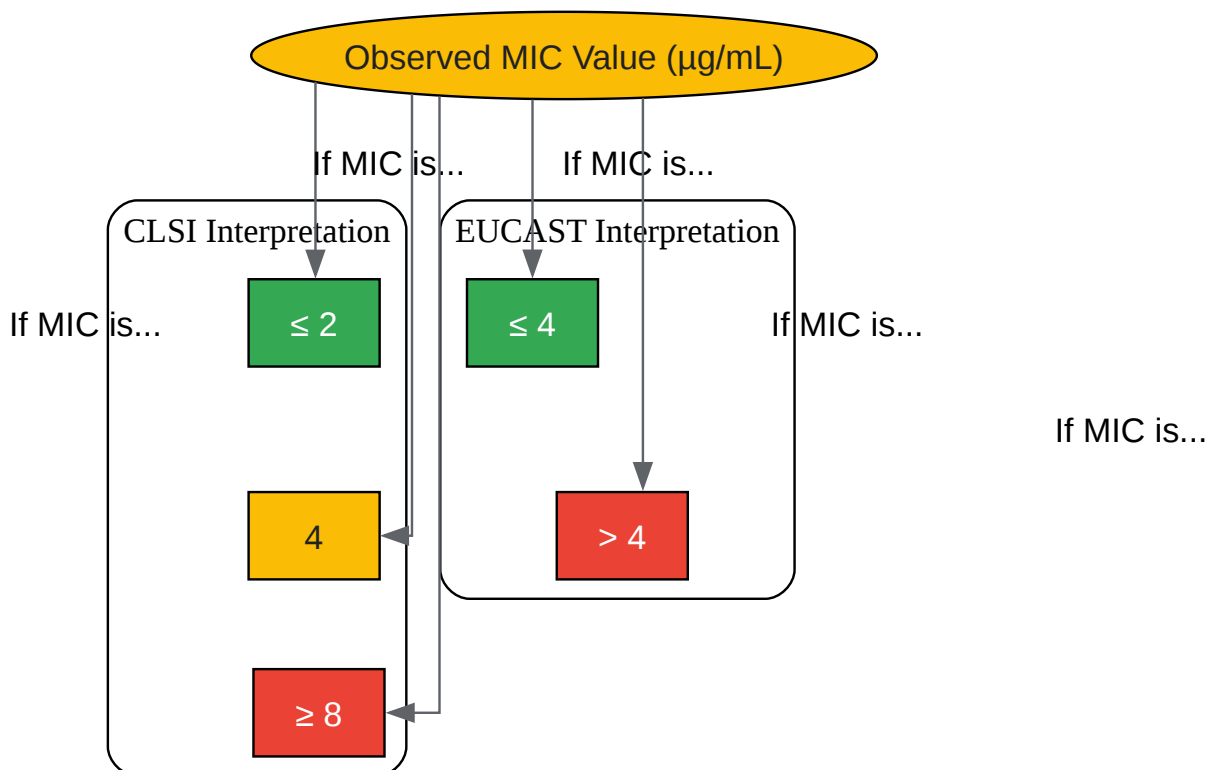 Observed MIC Value (µg/mL)
If MIC is...
If MIC is...
CLSI Interpretation
EUCAST Interpretation
If MIC is...
≤ 2
≤ 4
If MIC is...
If MIC is...
4
> 4
≥ 8